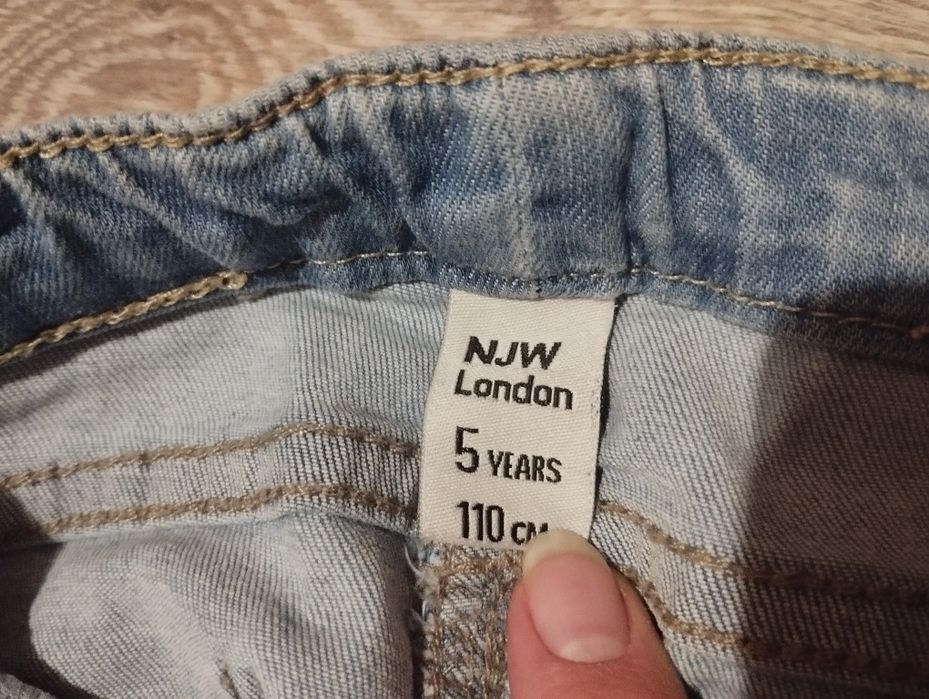 NJW
London
5 YEARS
110 CM